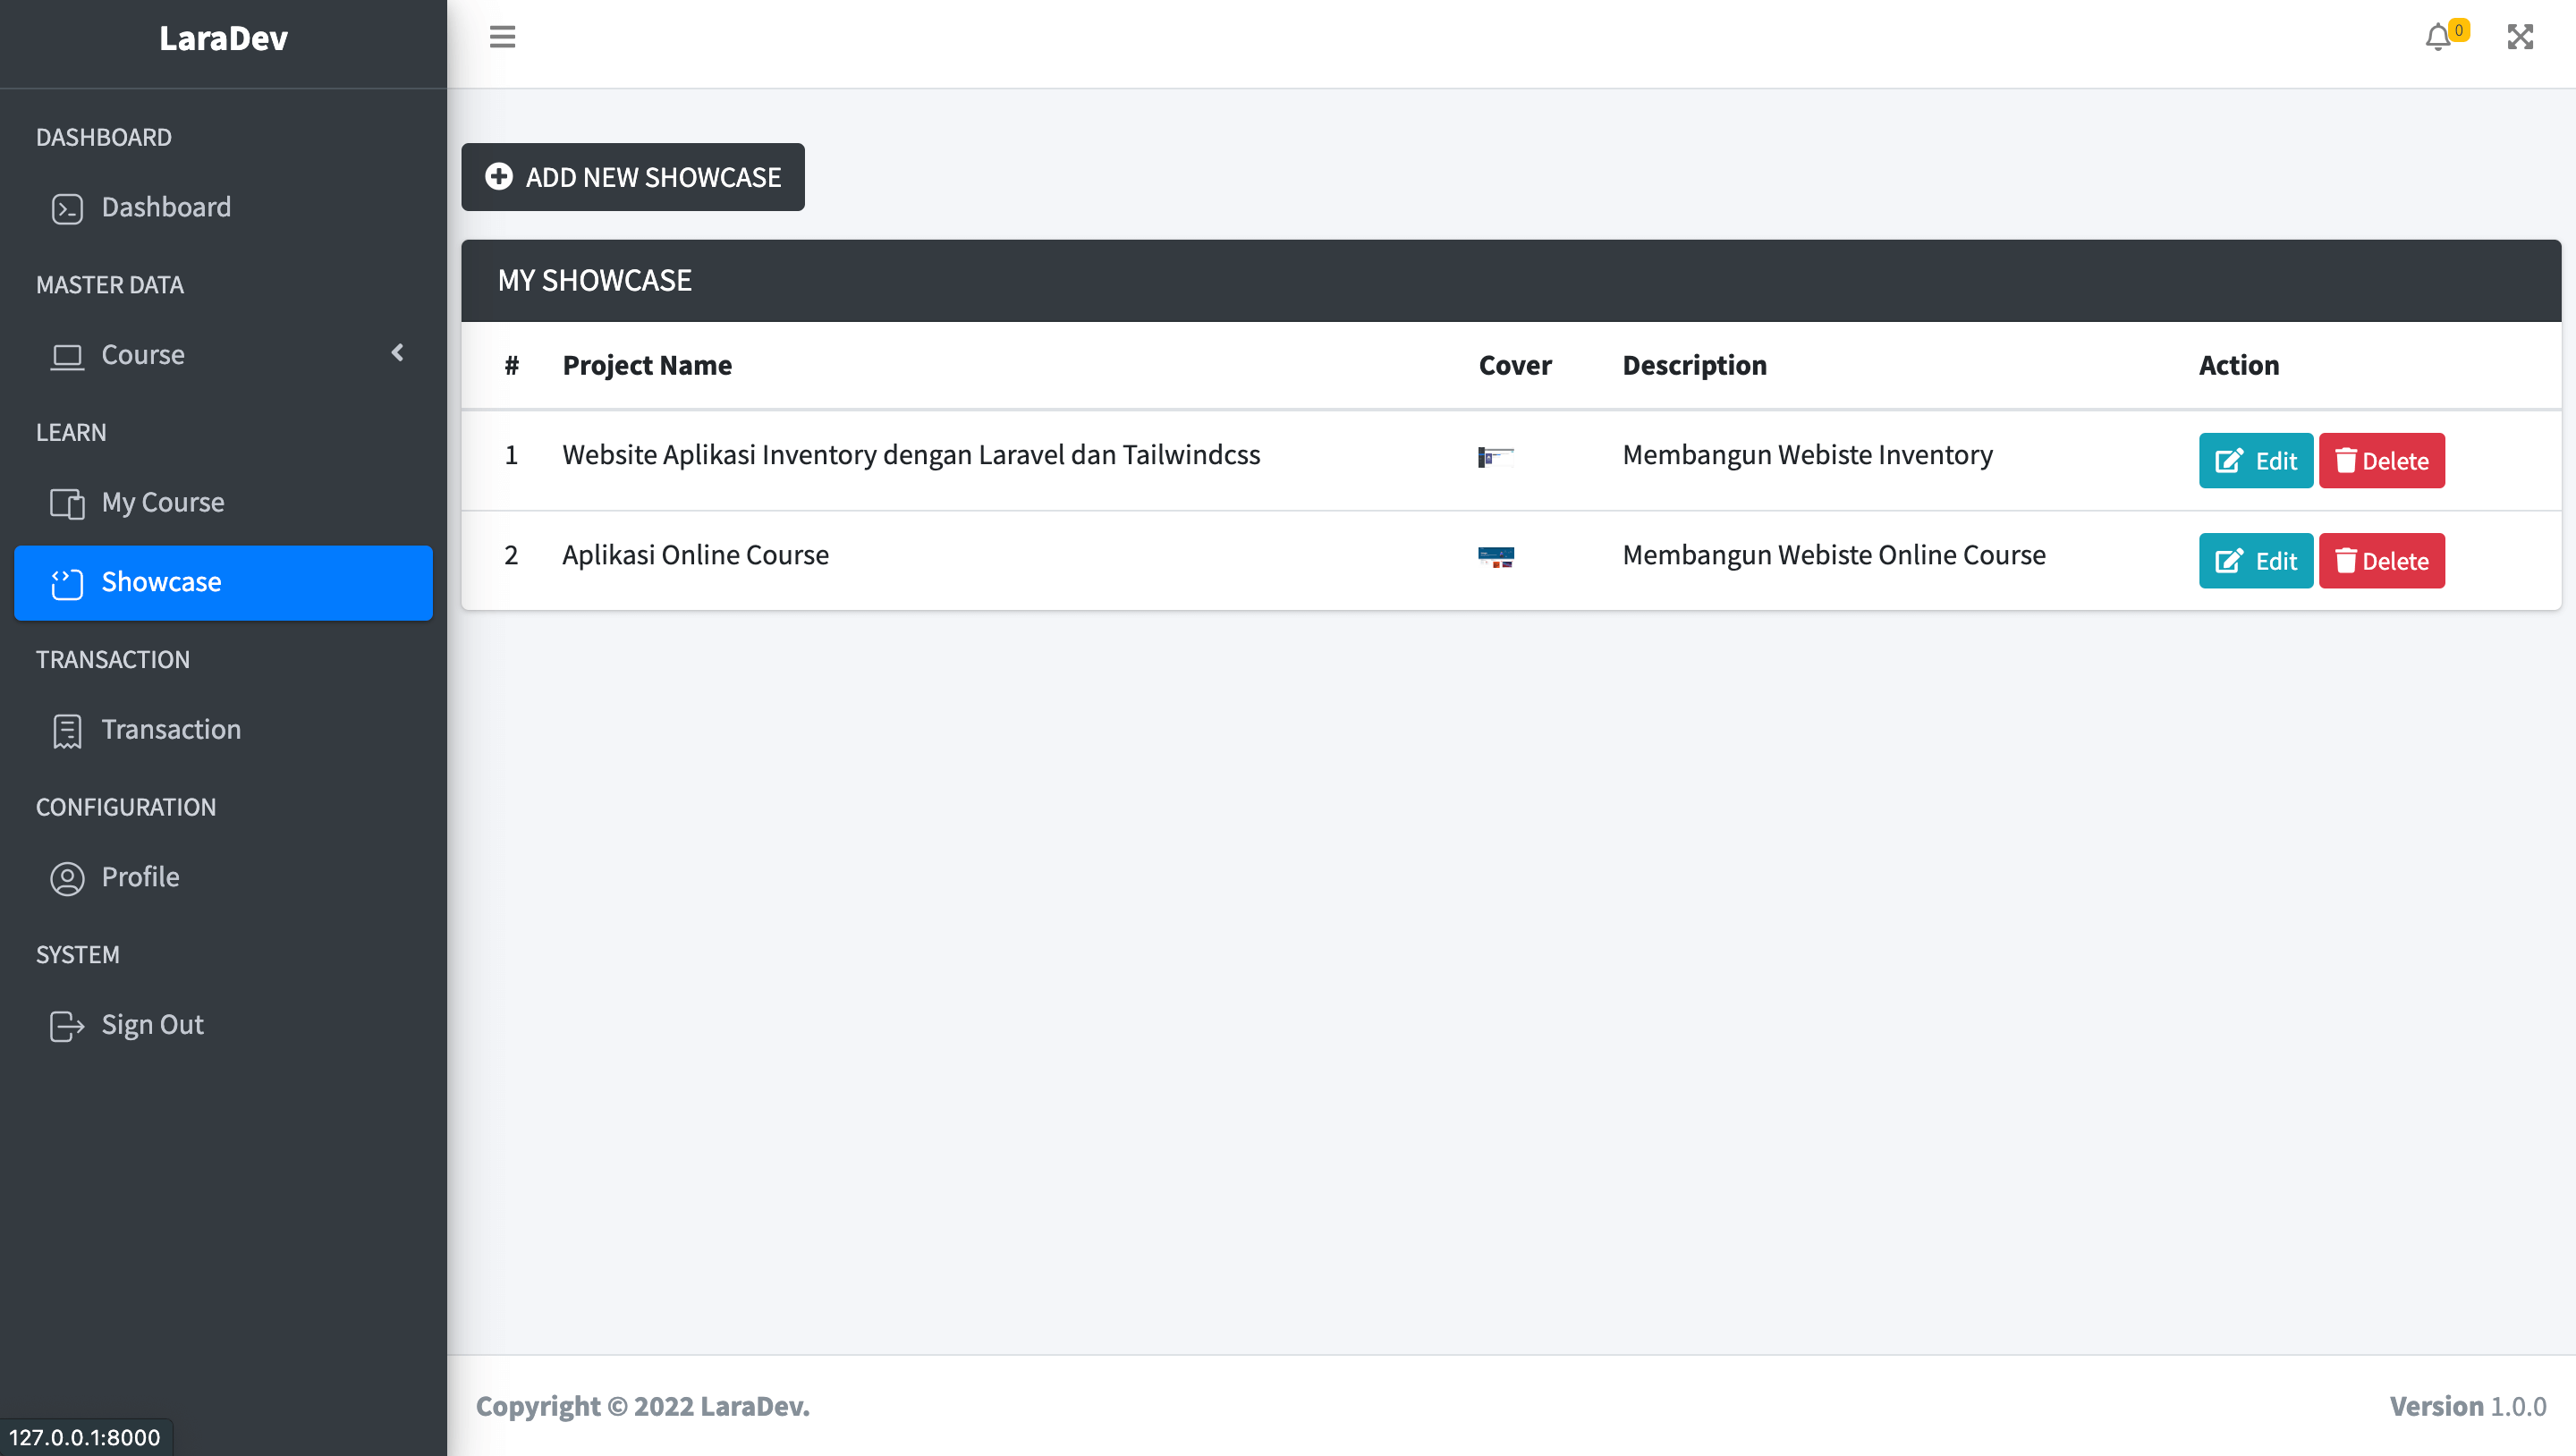 LaraDev
0
DASHBOARD
Dashboard
MASTER DATA
Course
LEARN
My Course
Showcase
TRANSACTION
Transaction
CONFIGURATION
Profile
SYSTEM
Sign Out
ADD NEW SHOWCASE
MY SHOWCASE
# Project Name Cover Description Action
1 Website Aplikasi Inventory dengan Laravel dan Tailwindcss Membangun Webiste Inventory Edit Delete
2 Aplikasi Online Course Membangun Webiste Online Course Edit Delete
Copyright © 2022 LaraDev. Version 1.0.0
127.0.0.1:8000